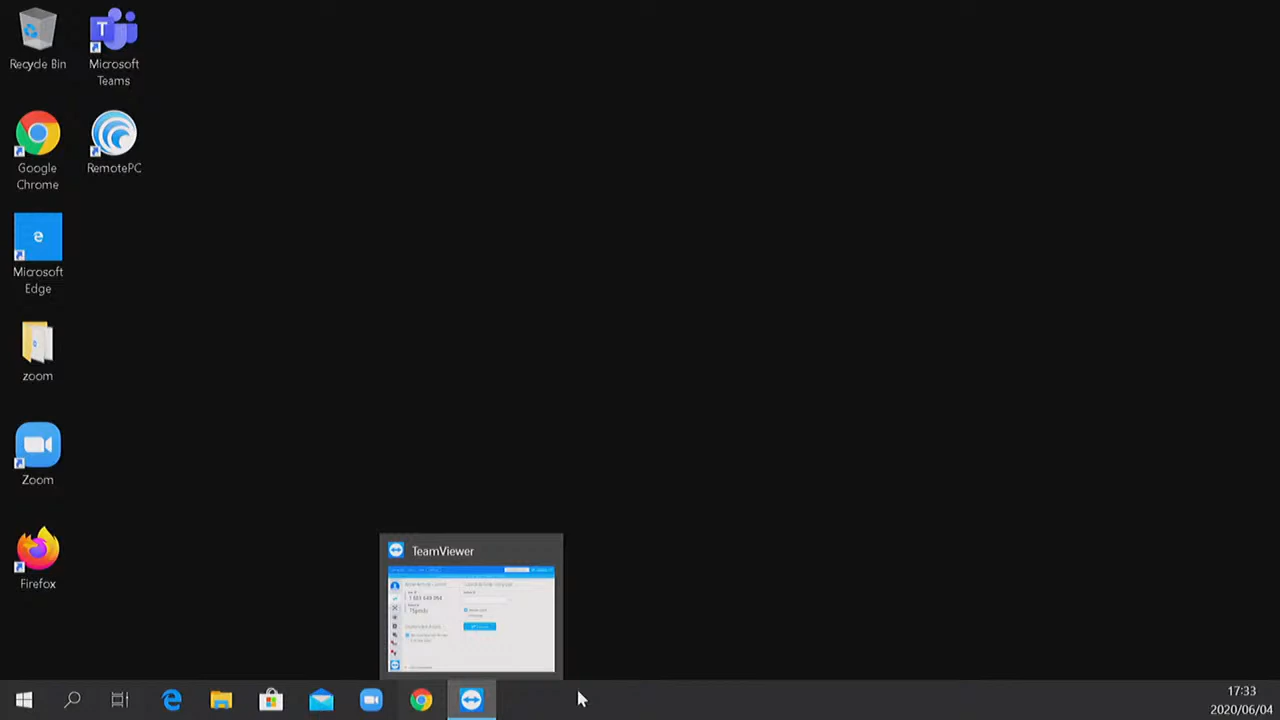 Recycle Bin
Microsoft
Teams
Google
Chrome
RemotePC
Microsoft
Edge
zoom
Zoom
Firefox
TeamViewer
17:33
2020/06/04